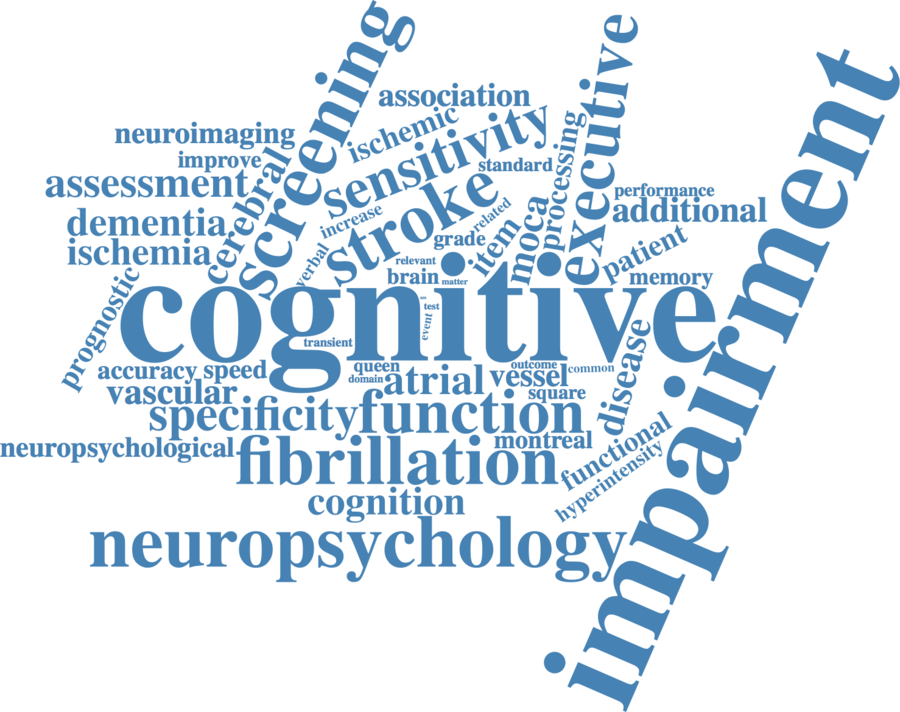 screening
executive
association
impairment
neuroimaging
ischemic
sensitivity
processing
improve
standard
assessment
cerebral
stroke
performance
additional
dementia
increase
related
item
moca
grade
ischemia
verbal
patient
relevant
brain
matter
memory
prognostic
cognitive
test
event
transient
disease
accuracy
speed
queen
outcome
common
domain
atrial
vessel
vascular
square
specificity
function
neuropsychological
montreal
functional
fibrillation
hyperintensity
cognition
neuropsychology